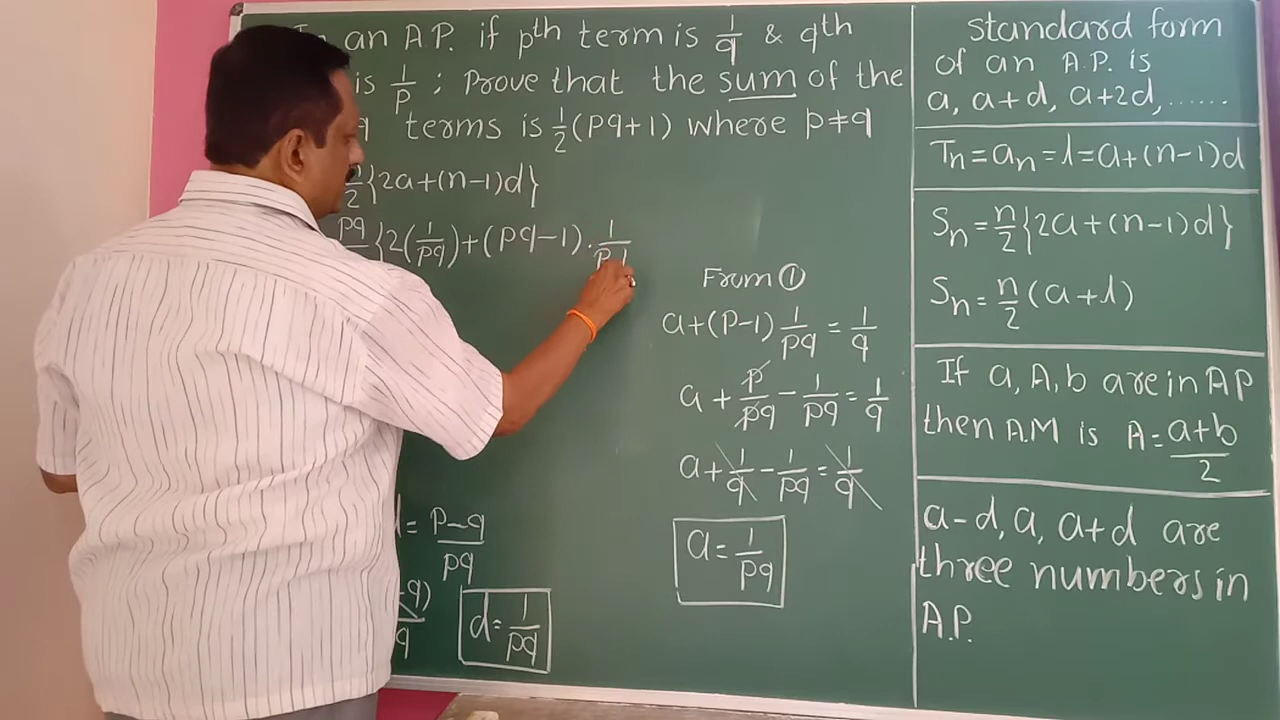 an A.P. if pth term is 1/q & qth
is 1/p ; Prove that the sum of the
q terms is 1/2(pq+1) where p≠q
2{2a+(n-1)d}
pq{2(1/pq)+(pq-1)·1/p
From ①
a+(p-1)1/pq=1/q
a+p/pq-1/pq=1/q
a+1/q-1/pq=1/q
a=1/pq
d=p-q/pq
-q)/q
d=1/pq
Standard form
of an A.P. is
a, a+d, a+2d,......
Tn=an=l=a+(n-1)d
Sn=n/2{2a+(n-1)d}
Sn=n/2(a+l)
If a, A, b are in AP
then A.M is A=a+b/2
a-d, a, a+d are
three numbers in
A.P.